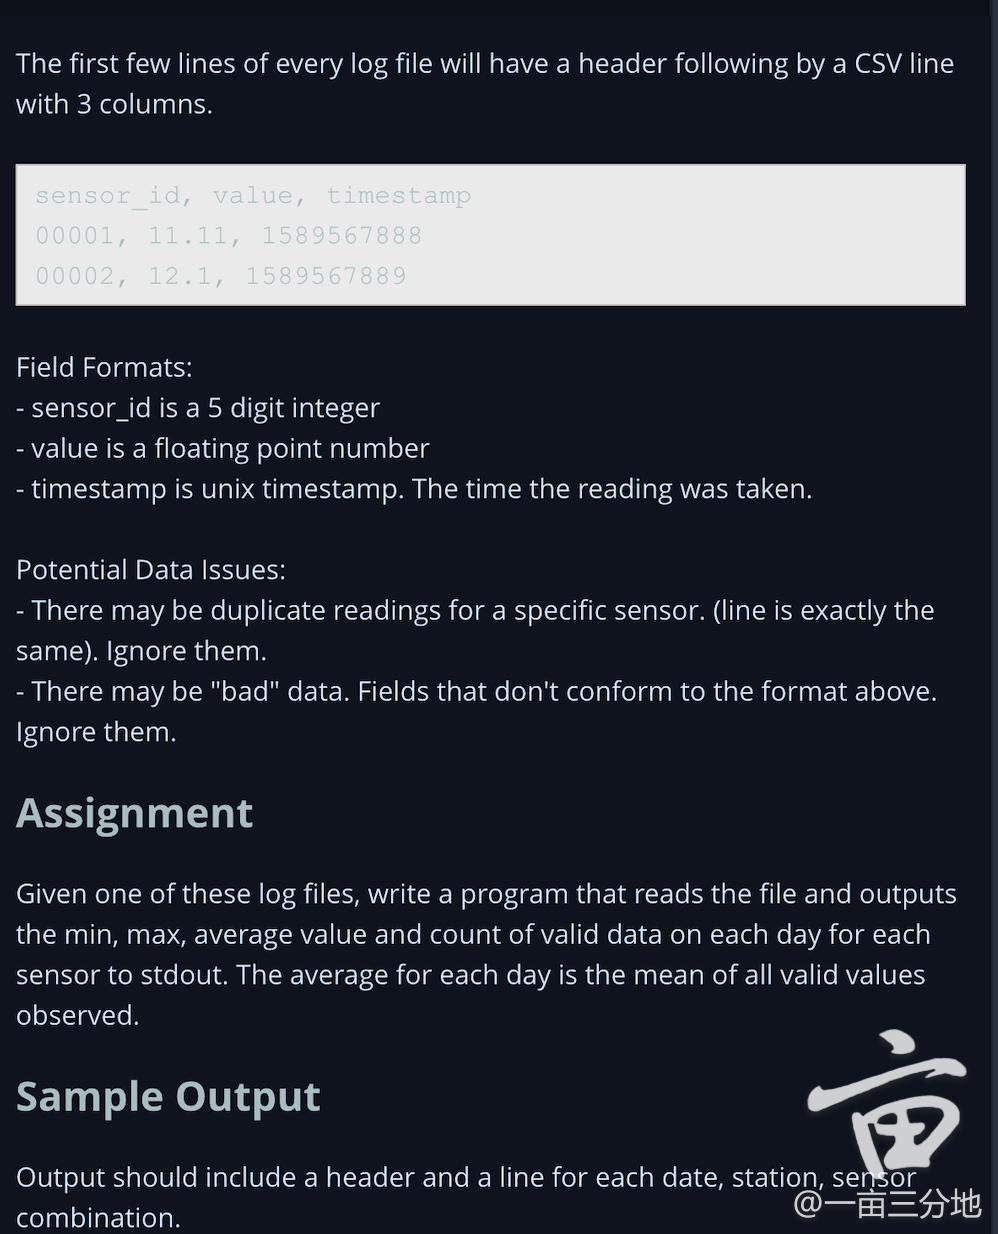 The first few lines of every log file will have a header following by a CSV line
with 3 columns.
sensor_id, value, timestamp
00001, 11.11, 1589567888
00002, 12.1, 1589567889
Field Formats:
- sensor_id is a 5 digit integer
- value is a floating point number
- timestamp is unix timestamp. The time the reading was taken.
Potential Data Issues:
- There may be duplicate readings for a specific sensor. (line is exactly the
same). Ignore them.
- There may be "bad" data. Fields that don't conform to the format above.
Ignore them.
Assignment
Given one of these log files, write a program that reads the file and outputs
the min, max, average value and count of valid data on each day for each
sensor to stdout. The average for each day is the mean of all valid values
observed.
Sample Output
Output should include a header and a line for each date, station, sensor
combination.
亩
@一亩三分地